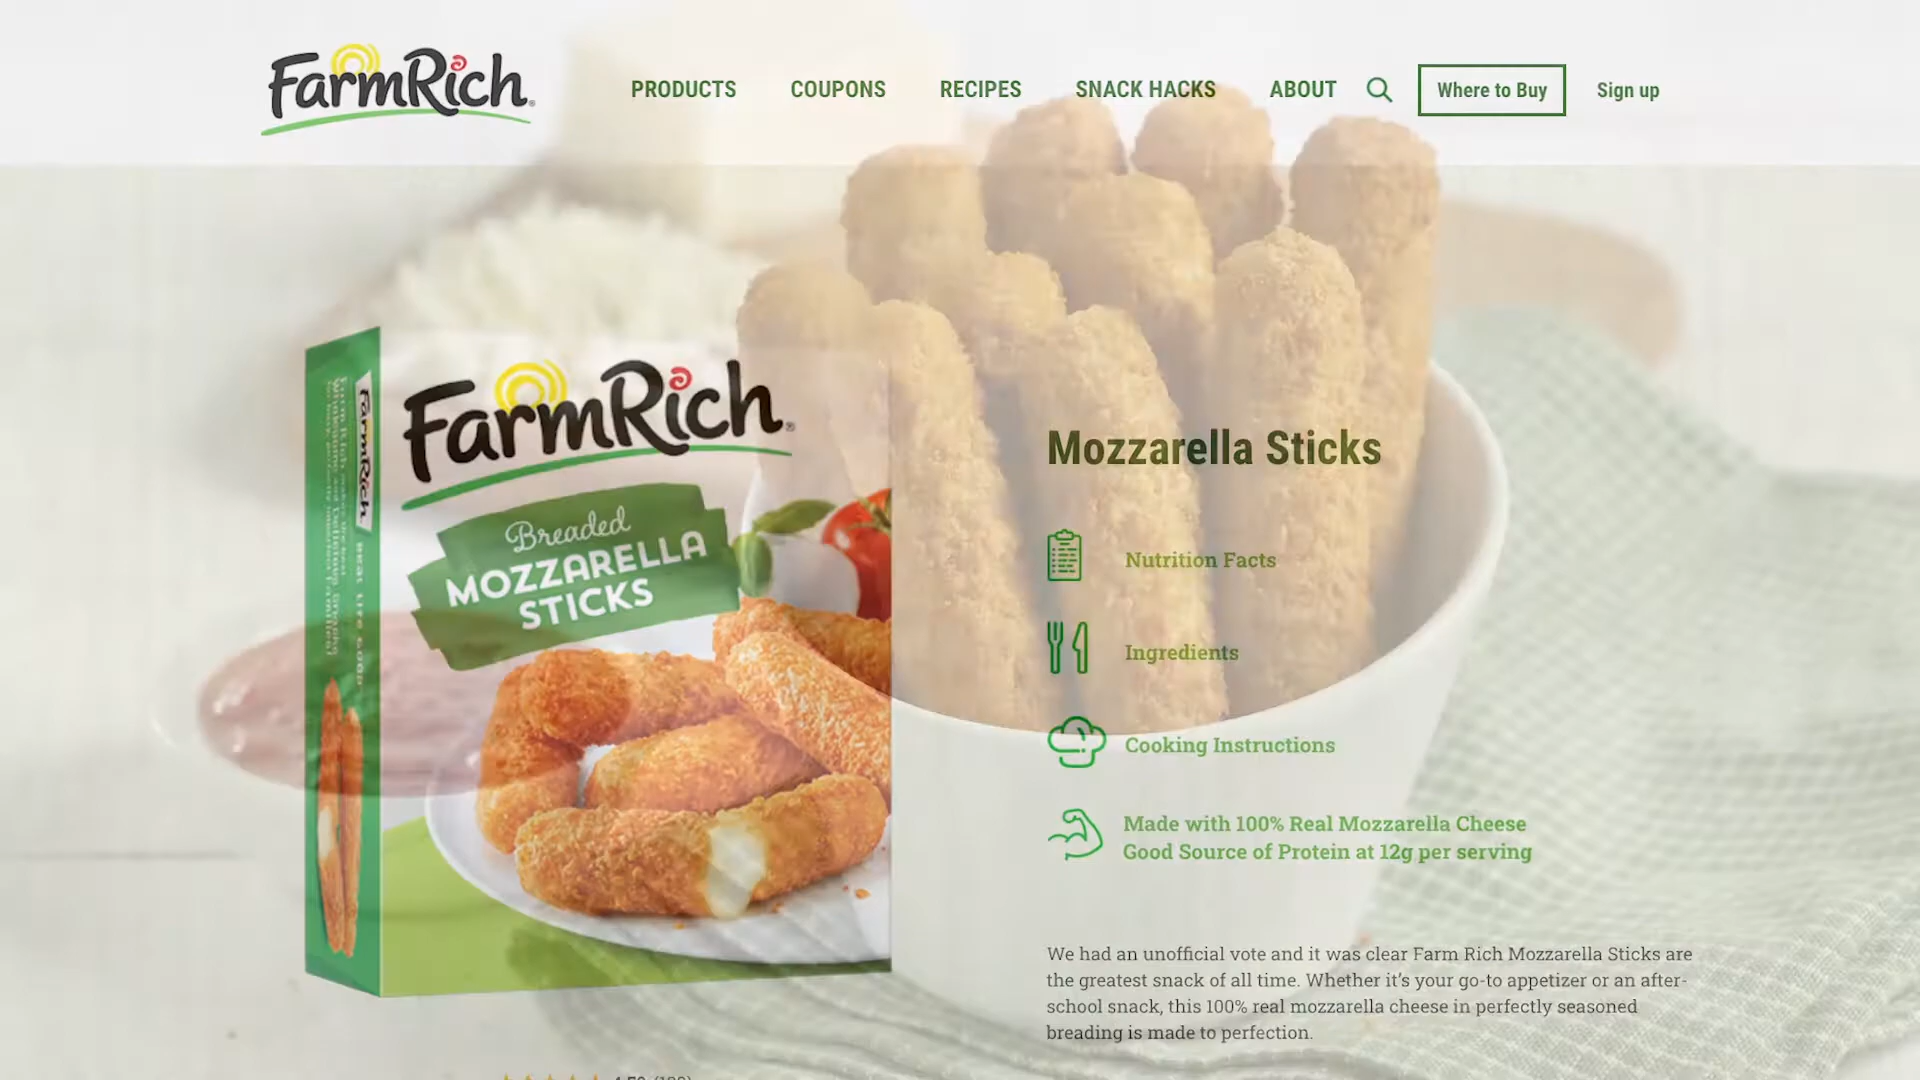 FarmRich
PRODUCTS
COUPONS
RECIPES
SNACK HACKS
ABOUT
Where to Buy
Sign up
FarmRich
FarmRich
Breaded
MOZZARELLA
STICKS
Mozzarella Sticks
Nutrition Facts
Ingredients
Cooking Instructions
Made with 100% Real Mozzarella Cheese
Good Source of Protein at 12g per serving
We had an unofficial vote and it was clear Farm Rich Mozzarella Sticks are
the greatest snack of all time. Whether it's your go-to appetizer or an after-
school snack, this 100% real mozzarella cheese in perfectly seasoned
breading is made to perfection.